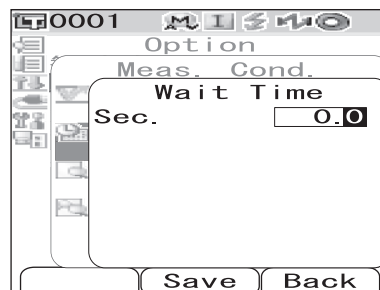 0001 M I
Option
Meas. Cond.
Wait Time
Sec. 0.0
Save Back